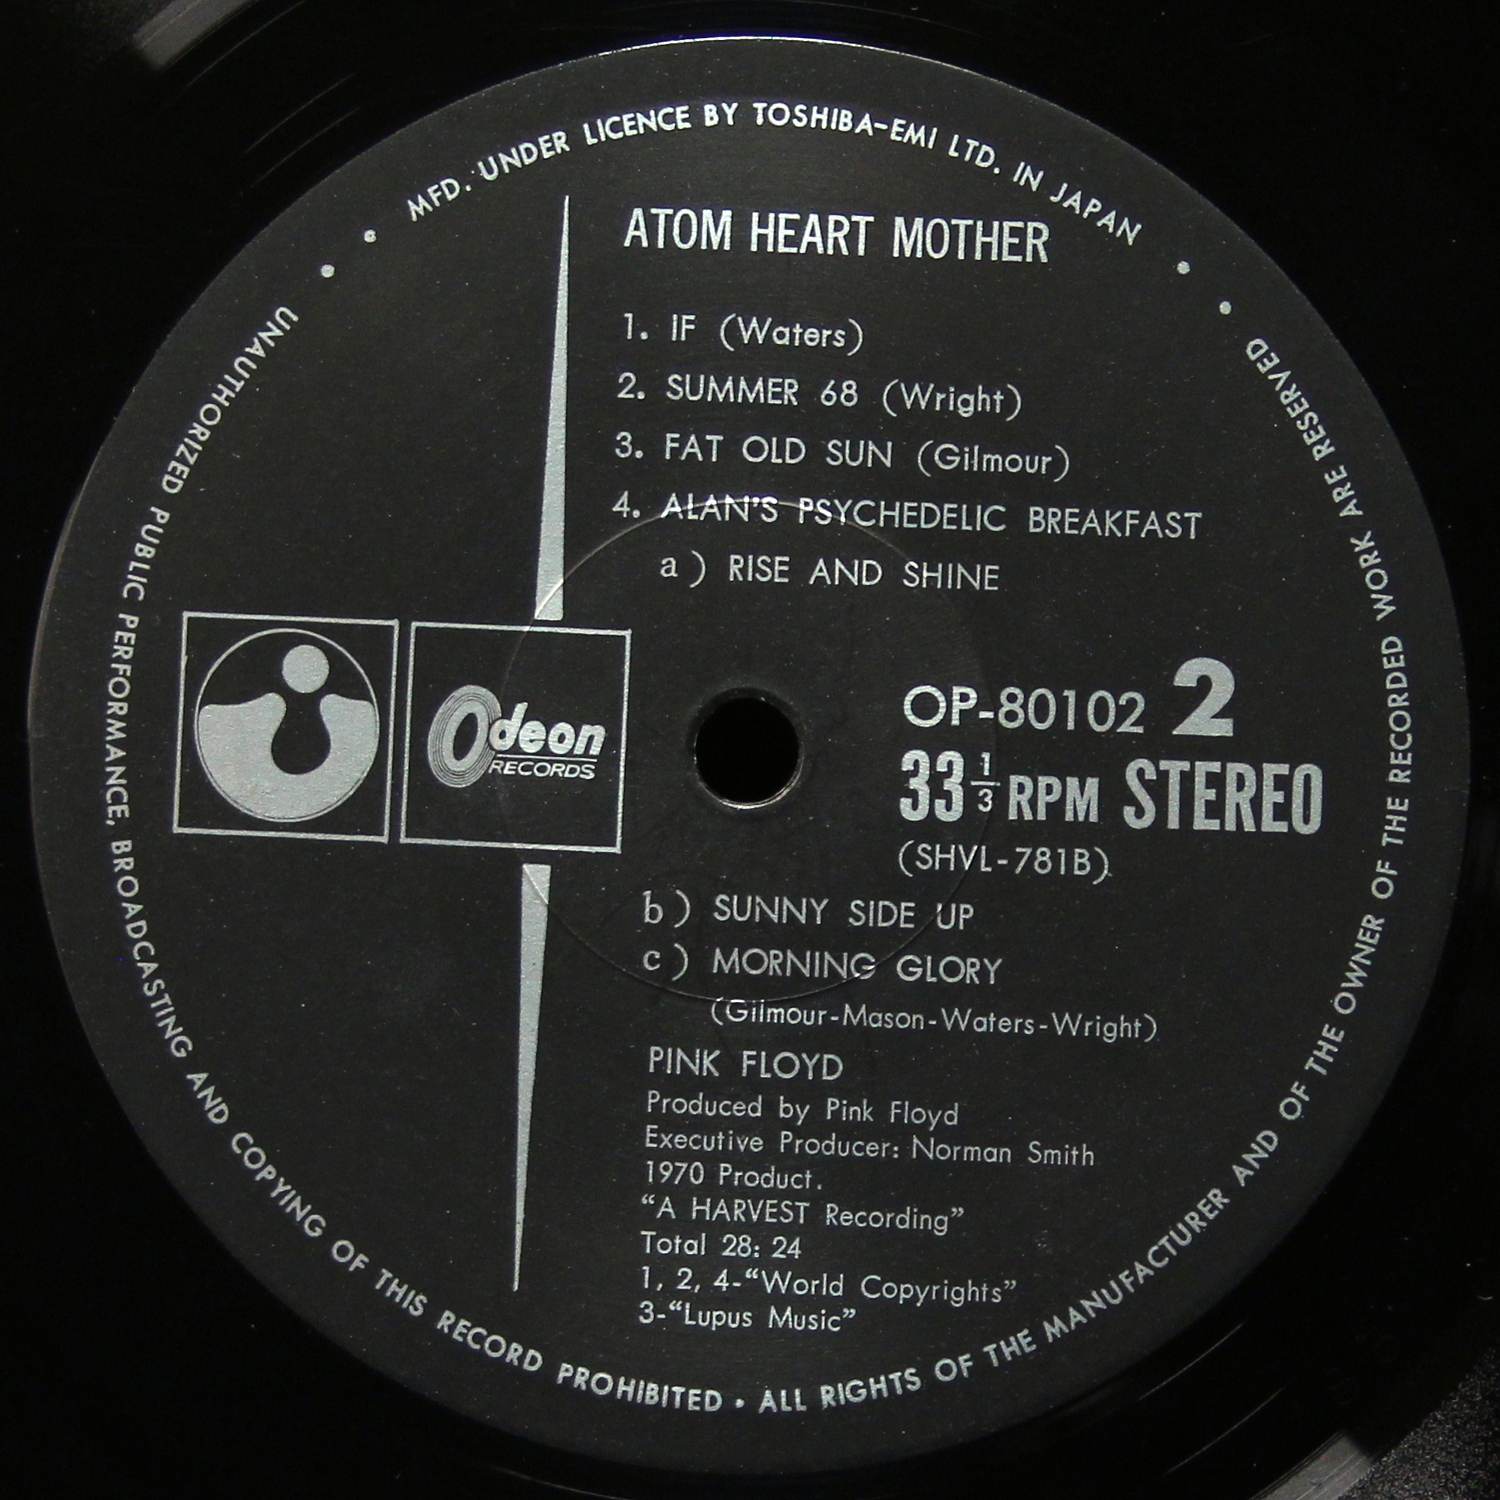 MFD. UNDER LICENCE BY TOSHIBA-EMI LTD. IN JAPAN
ATOM HEART MOTHER
1. IF (Waters)
2. SUMMER 68 (Wright)
3. FAT OLD SUN (Gilmour)
4. ALAN'S PSYCHEDELIC BREAKFAST
a) RISE AND SHINE
Odeon
RECORDS
OP-80102 2
33 1/3 RPM STEREO
(SHVL-781B)
b) SUNNY SIDE UP
c) MORNING GLORY
(Gilmour-Mason-Waters-Wright)
PINK FLOYD
Produced by Pink Floyd
Executive Producer: Norman Smith
1970 Product.
“A HARVEST Recording”
Total 28: 24
1, 2, 4-“World Copyrights”
3-“Lupus Music”
UNAUTHORIZED PUBLIC PERFORMANCE, BROADCASTING AND COPYING OF THIS RECORD PROHIBITED • ALL RIGHTS OF THE MANUFACTURER AND OF THE OWNER OF THE RECORDED WORK ARE RESERVED